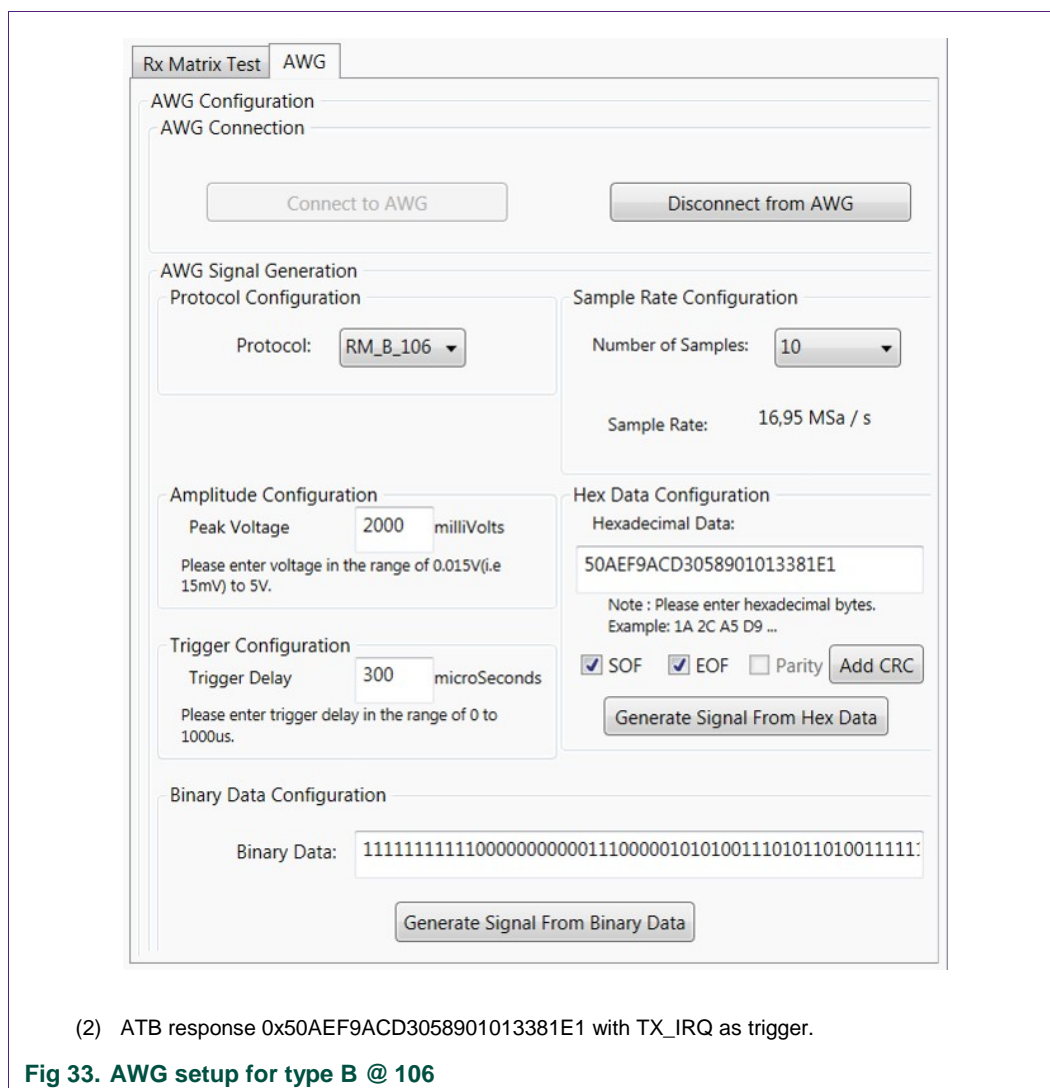 Rx Matrix Test AWG
AWG Configuration
AWG Connection
Connect to AWG Disconnect from AWG
AWG Signal Generation
Protocol Configuration
Protocol: RM_B_106
Sample Rate Configuration
Number of Samples: 10
Sample Rate: 16,95 MSa / s
Amplitude Configuration
Peak Voltage 2000 milliVolts
Please enter voltage in the range of 0.015V(i.e
15mV) to 5V.
Hex Data Configuration
Hexadecimal Data:
50AEF9ACD3058901013381E1
Note : Please enter hexadecimal bytes.
Example: 1A 2C A5 D9 ...
SOF EOF Parity Add CRC
Generate Signal From Hex Data
Trigger Configuration
Trigger Delay 300 microSeconds
Please enter trigger delay in the range of 0 to
1000us.
Binary Data Configuration
Binary Data:
Generate Signal From Binary Data
(2) ATB response 0x50AEF9ACD3058901013381E1 with TX_IRQ as trigger.
Fig 33. AWG setup for type B @ 106